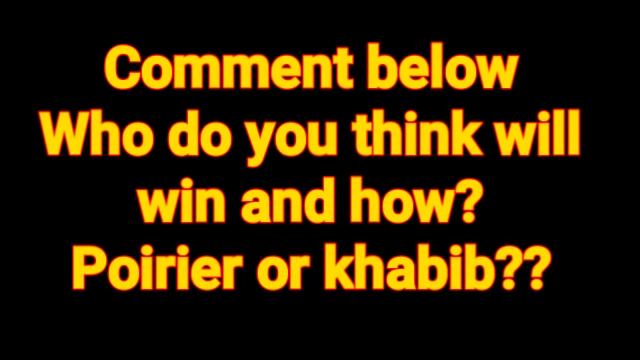 Comment below
Who do you think will
win and how?
Poirier or khabib??